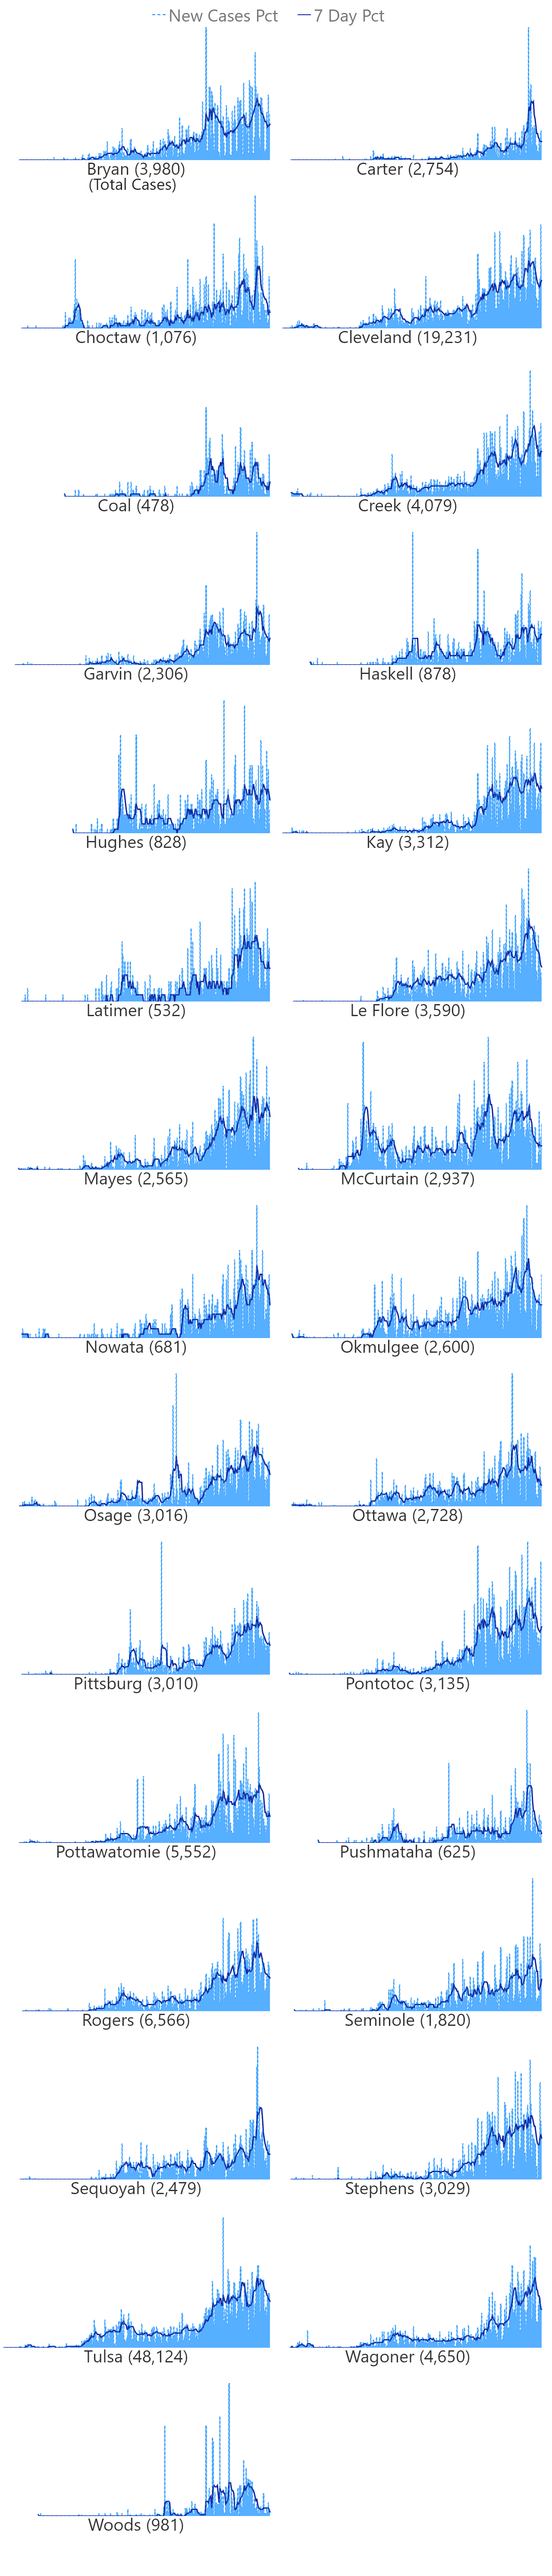 New Cases Pct 7 Day Pct
Bryan (3,980) Carter (2,754)
(Total Cases)
Choctaw (1,076) Cleveland (19,231)
Coal (478) Creek (4,079)
Garvin (2,306) Haskell (878)
Hughes (828) Kay (3,312)
Latimer (532) Le Flore (3,590)
Mayes (2,565) McCurtain (2,937)
Nowata (681) Okmulgee (2,600)
Osage (3,016) Ottawa (2,728)
Pittsburg (3,010) Pontotoc (3,135)
Pottawatomie (5,552) Pushmataha (625)
Rogers (6,566) Seminole (1,820)
Sequoyah (2,479) Stephens (3,029)
Tulsa (48,124) Wagoner (4,650)
Woods (981)